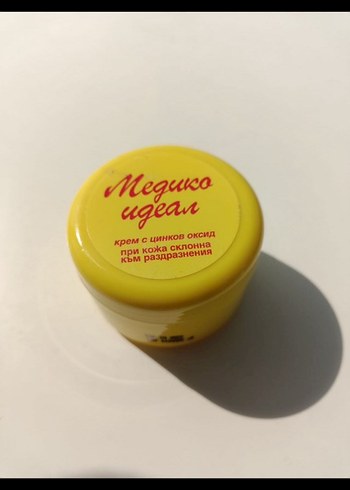 Медико
идеал
крем с цинков оксид
при кожа склонна
към раздразнения